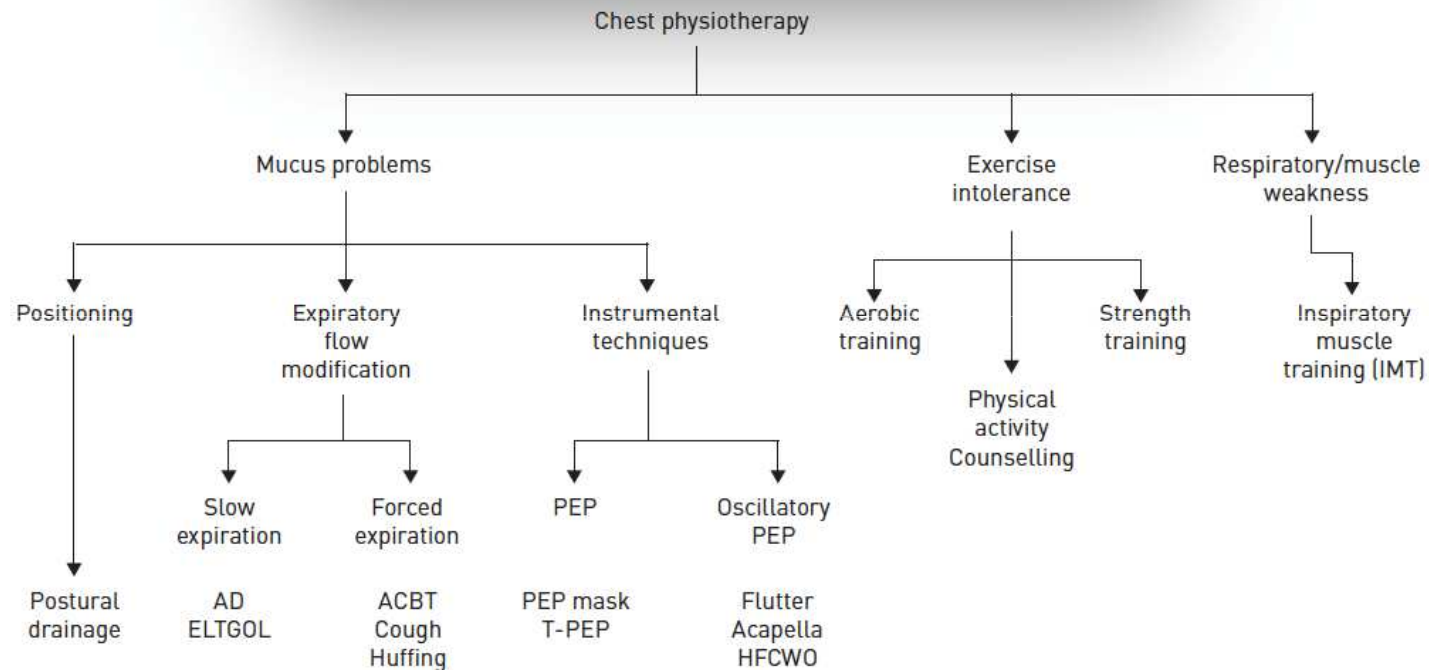 Chest physiotherapy
Mucus problems
Exercise
intolerance
Respiratory/muscle
weakness
Positioning
Expiratory
flow
modification
Instrumental
techniques
Aerobic
training
Physical
activity
Counselling
Strength
training
Inspiratory
muscle
training (IMT)
Slow
expiration
Forced
expiration
PEP
Oscillatory
PEP
Postural
drainage
AD
ELTGOL
ACBT
Cough
Huffing
PEP mask
T-PEP
Flutter
Acapella
HFCWO